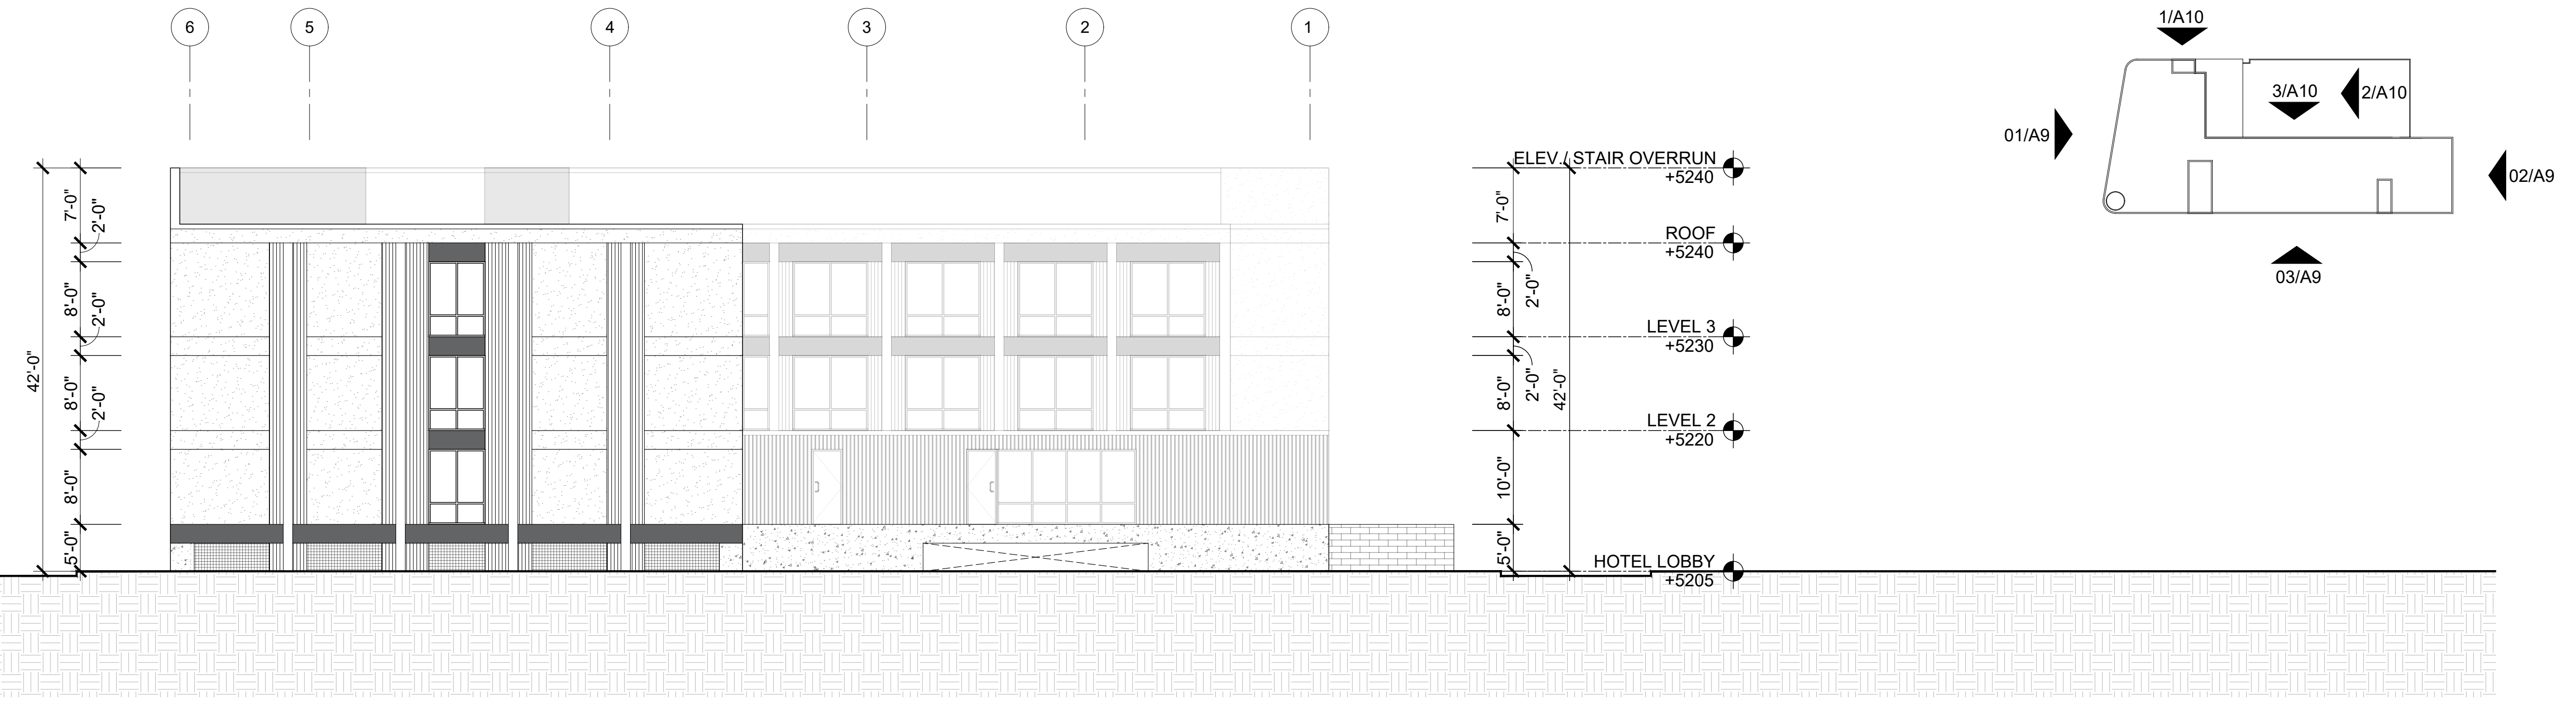 6
5
4
3
2
1
42'-0"
7'-0"
2'-0"
8'-0"
2'-0"
8'-0"
2'-0"
8'-0"
5'-0"
ELEV./ STAIR OVERRUN
+5240
ROOF
+5240
LEVEL 3
+5230
LEVEL 2
+5220
HOTEL LOBBY
+5205
7'-0"
2'-0"
8'-0"
2'-0"
8'-0"
10'-0"
5'-0"
42'-0"
1/A10
3/A10
2/A10
01/A9
02/A9
03/A9